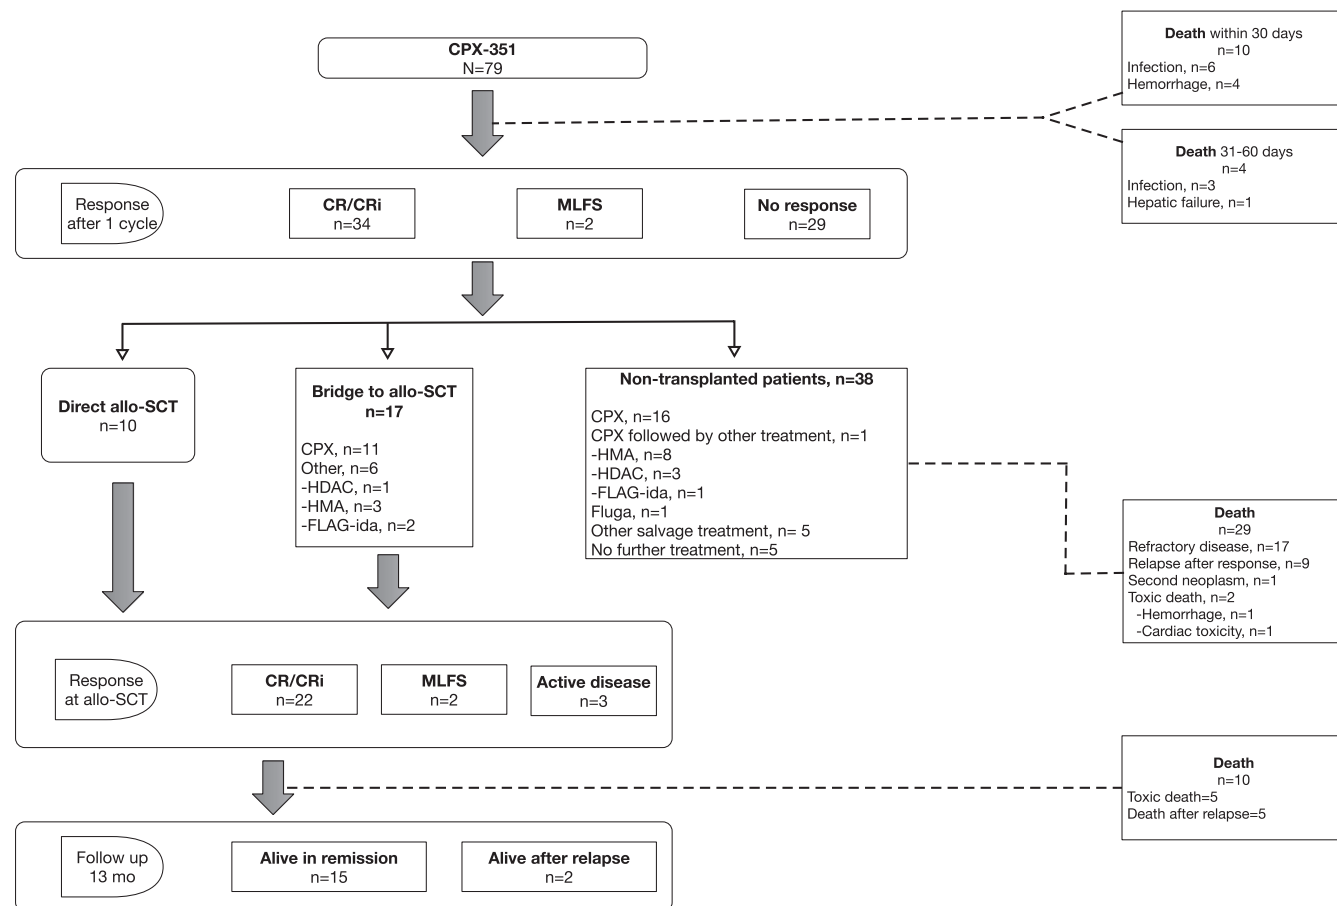 CPX-351
N=79
Death within 30 days
n=10
Infection, n=6
Hemorrhage, n=4
Death 31-60 days
n=4
Infection, n=3
Hepatic failure, n=1
Response
after 1 cycle
CR/CRi
n=34
MLFS
n=2
No response
n=29
Direct allo-SCT
n=10
Bridge to allo-SCT
n=17
CPX, n=11
Other, n=6
-HDAC, n=1
-HMA, n=3
-FLAG-ida, n=2
Non-transplanted patients, n=38
CPX, n=16
CPX followed by other treatment, n=1
-HMA, n=8
-HDAC, n=3
-FLAG-ida, n=1
Fluga, n=1
Other salvage treatment, n= 5
No further treatment, n=5
Death
n=29
Refractory disease, n=17
Relapse after response, n=9
Second neoplasm, n=1
Toxic death, n=2
-Hemorrhage, n=1
-Cardiac toxicity, n=1
Response
at allo-SCT
CR/CRi
n=22
MLFS
n=2
Active disease
n=3
Death
n=10
Toxic death=5
Death after relapse=5
Follow up
13 mo
Alive in remission
n=15
Alive after relapse
n=2